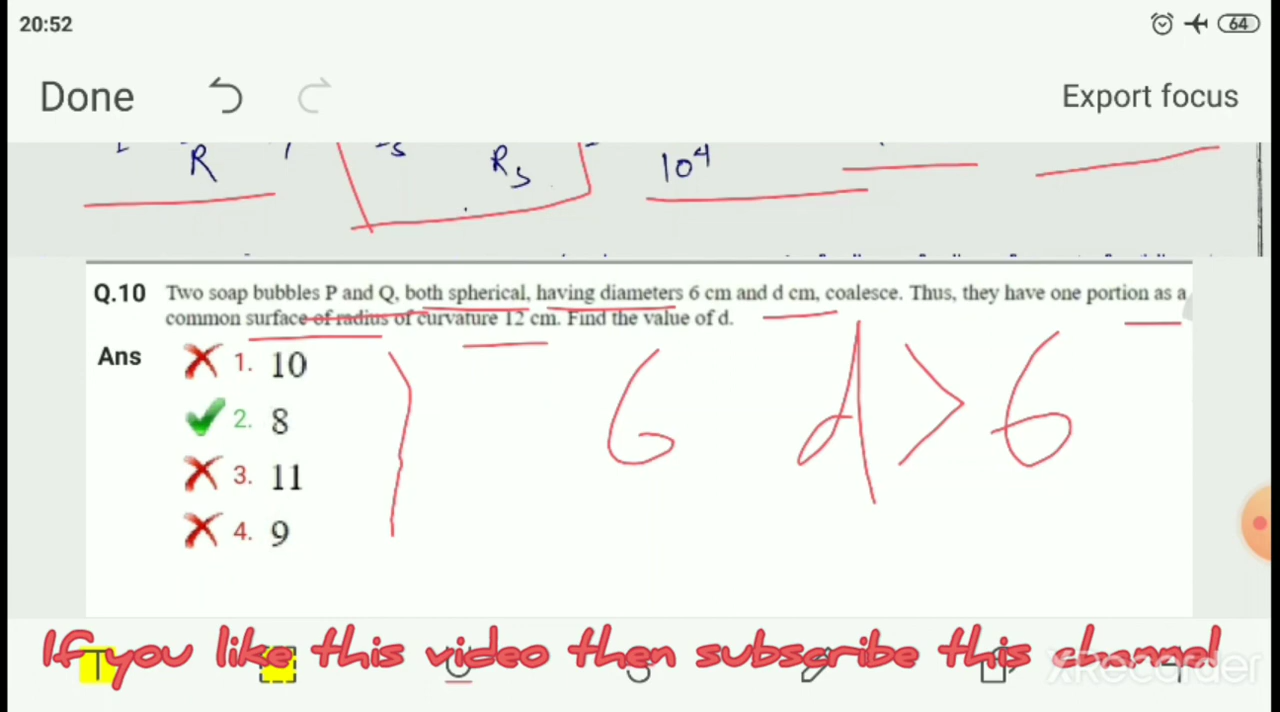 20:52
64
Done
Export focus
R
Rs
10⁴
Q.10 Two soap bubbles P and Q, both spherical, having diameters 6 cm and d cm, coalesce. Thus, they have one portion as a
common surface of radius of curvature 12 cm. Find the value of d.
Ans
1. 10
2. 8
3. 11
4. 9
6 d > 6
If you like this video then subscribe this channel
T
XRecorder